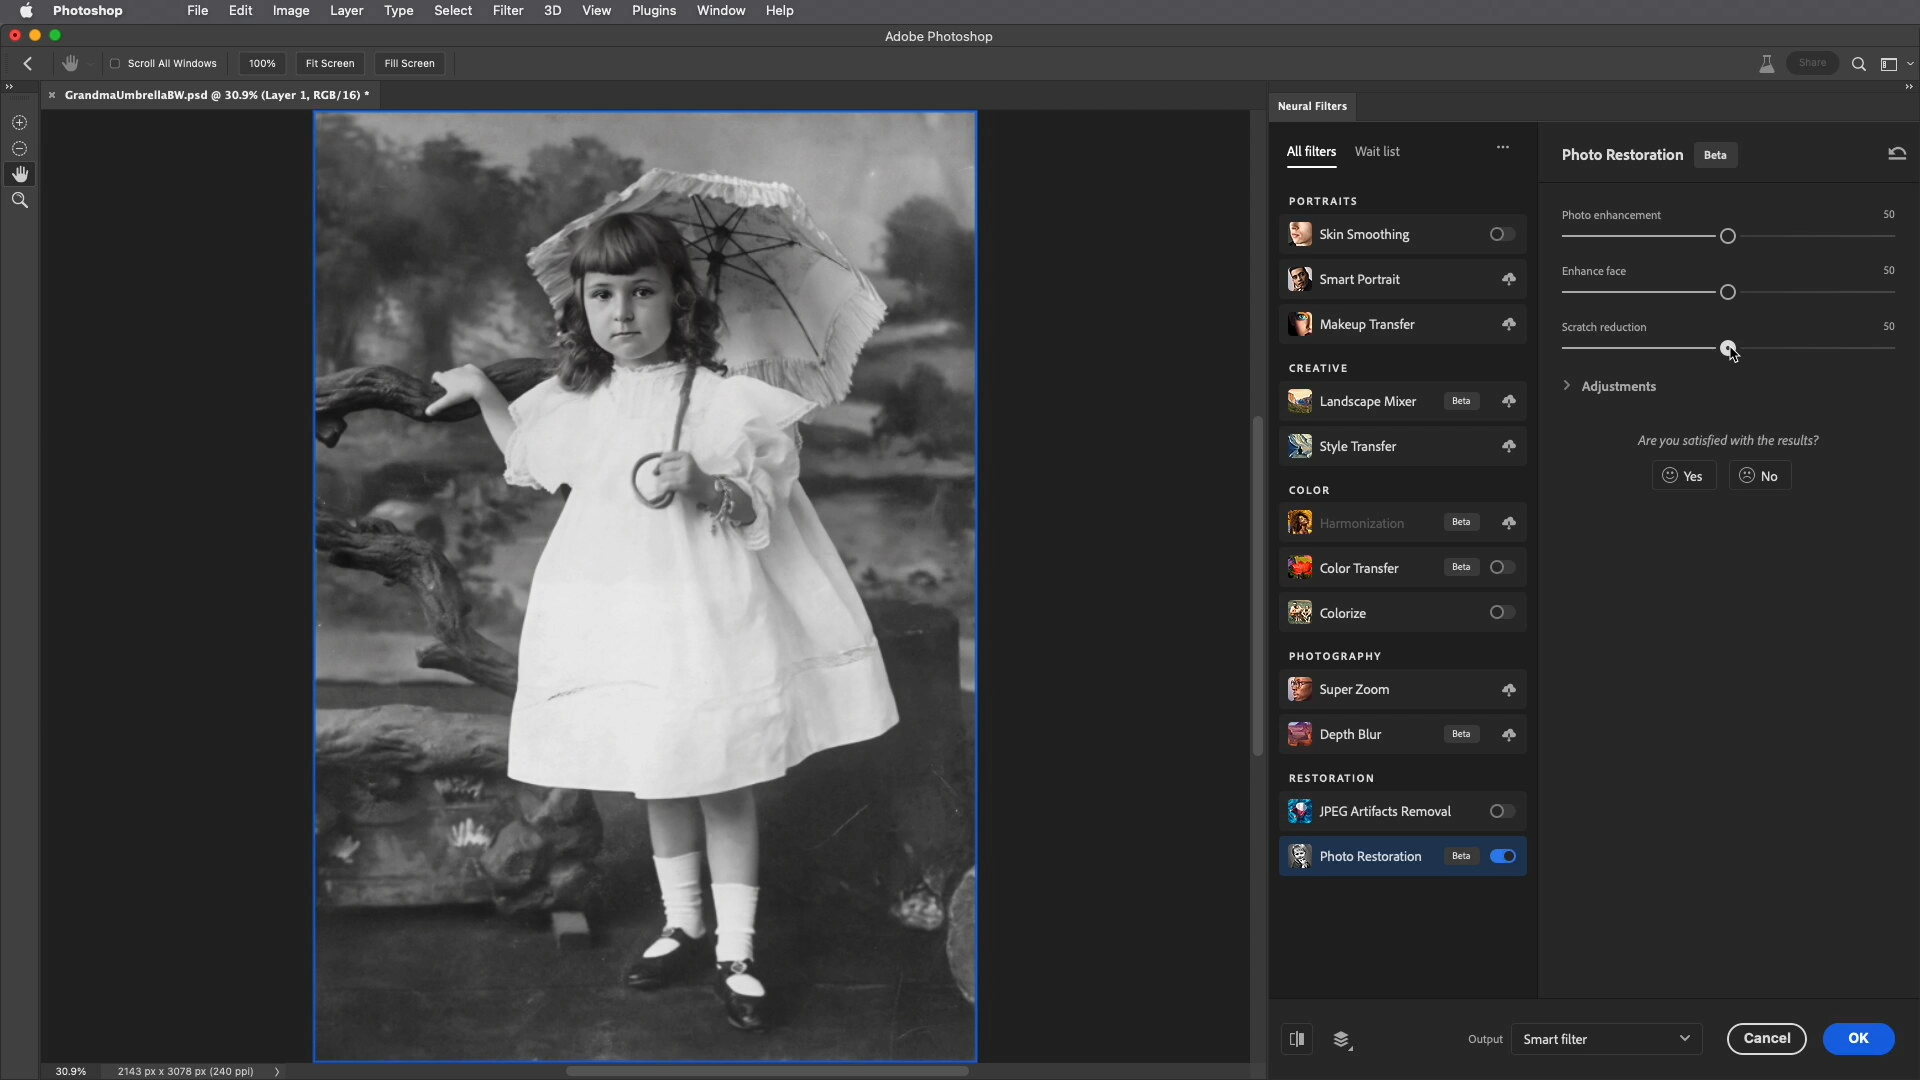 Photoshop File Edit Image Layer Type Select Filter 3D View Plugins Window Help
Adobe Photoshop
Scroll All Windows 100% Fit Screen Fill Screen Share
GrandmaUmbrellaBW.psd @ 30.9% (Layer 1, RGB/16) *
Neural Filters
All filters Wait list
PORTRAITS
Skin Smoothing
Smart Portrait
Makeup Transfer
CREATIVE
Landscape Mixer Beta
Style Transfer
COLOR
Harmonization Beta
Color Transfer Beta
Colorize
PHOTOGRAPHY
Super Zoom
Depth Blur Beta
RESTORATION
JPEG Artifacts Removal
Photo Restoration Beta
Photo Restoration Beta
Photo enhancement 50
Enhance face 50
Scratch reduction 50
Adjustments
Are you satisfied with the results?
Yes No
Output Smart filter Cancel OK
30.9% 2143 px x 3078 px (240 ppi)